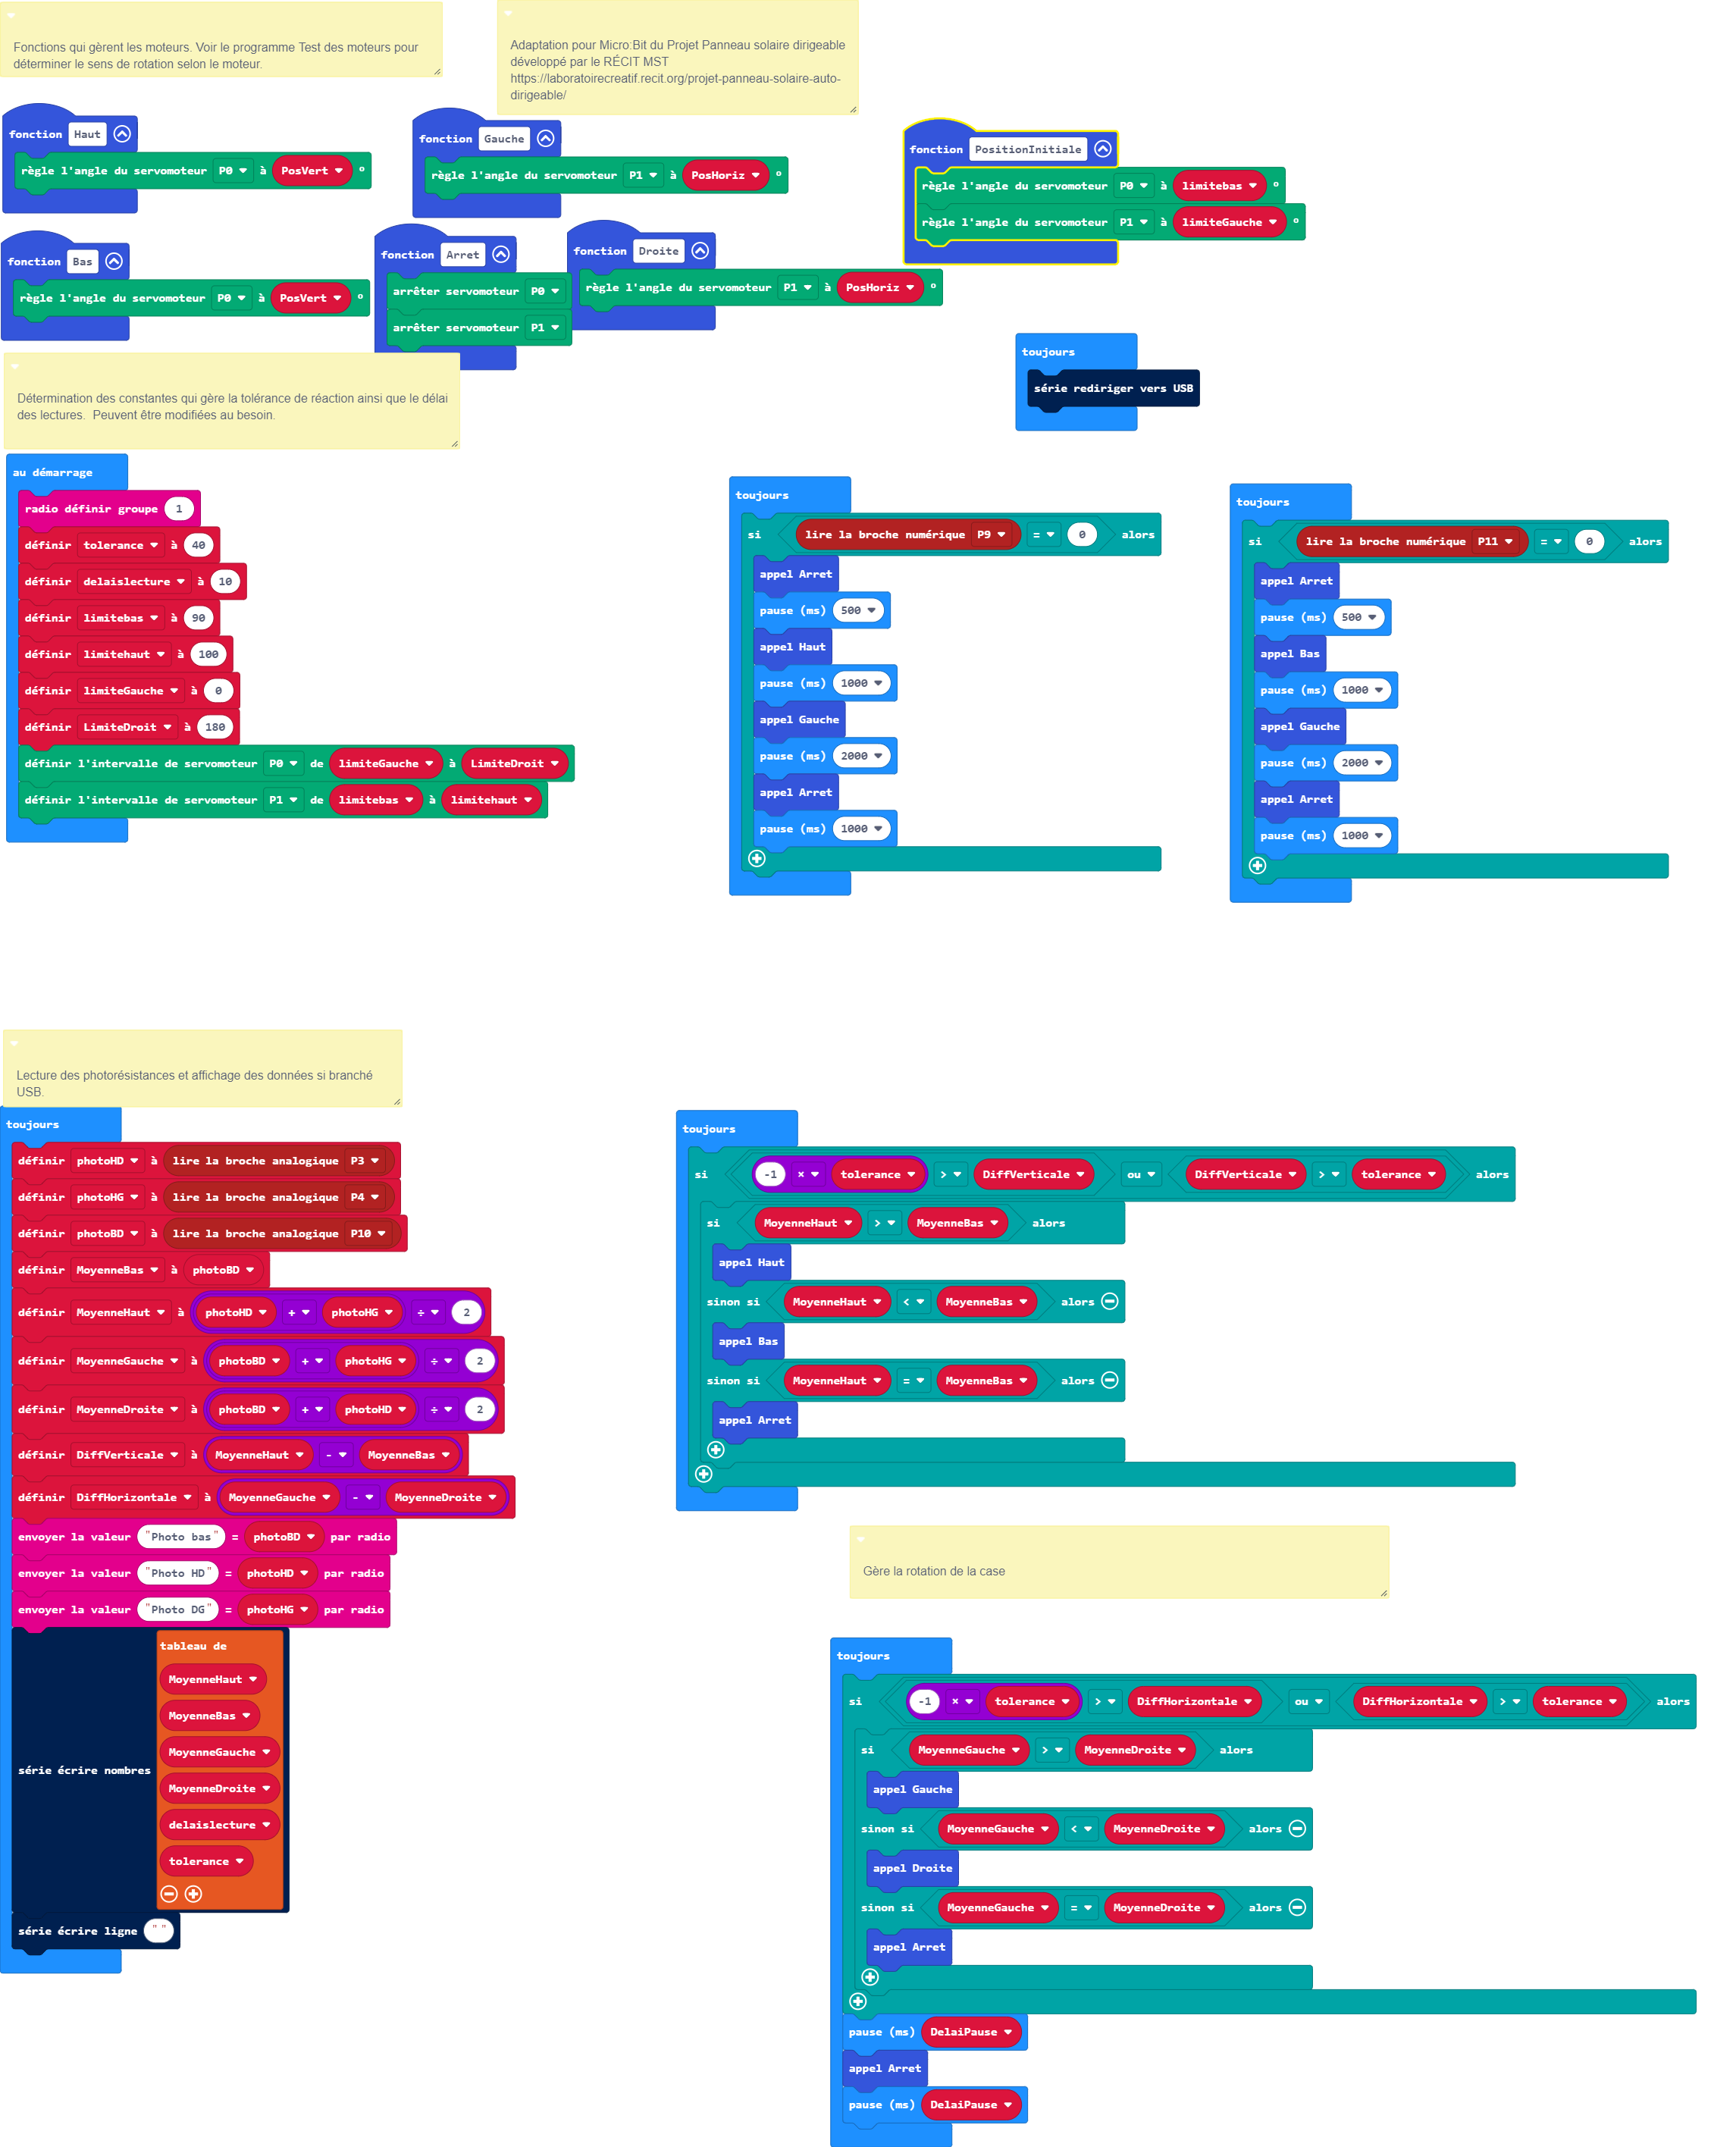 Fonctions qui gèrent les moteurs. Voir le programme Test des moteurs pour
déterminer le sens de rotation selon le moteur.
Adaptation pour Micro:Bit du Projet Panneau solaire dirigeable
développé par le RÉCIT MST
https://laboratoirecreatif.recit.org/projet-panneau-solaire-auto-
dirigeable/
fonction Haut
règle l'angle du servomoteur P0 à PosVert °
fonction Gauche
règle l'angle du servomoteur P1 à PosHoriz °
fonction PositionInitiale
règle l'angle du servomoteur P0 à limitebas °
règle l'angle du servomoteur P1 à limiteGauche °
fonction Bas
règle l'angle du servomoteur P0 à PosVert °
fonction Arret
arrêter servomoteur P0
arrêter servomoteur P1
fonction Droite
règle l'angle du servomoteur P1 à PosHoriz °
toujours
série rediriger vers USB
Détermination des constantes qui gère la tolérance de réaction ainsi que le délai
des lectures. Peuvent être modifiées au besoin.
au démarrage
radio définir groupe 1
définir tolerance à 40
définir delaislecture à 10
définir limitebas à 90
définir limitehaut à 100
définir limiteGauche à 0
définir LimiteDroit à 180
définir l'intervalle de servomoteur P0 de limiteGauche à LimiteDroit
définir l'intervalle de servomoteur P1 de limitebas à limitehaut
toujours
si lire la broche numérique P9 = 0 alors
appel Arret
pause (ms) 500
appel Haut
pause (ms) 1000
appel Gauche
pause (ms) 2000
appel Arret
pause (ms) 1000
toujours
si lire la broche numérique P11 = 0 alors
appel Arret
pause (ms) 500
appel Bas
pause (ms) 1000
appel Gauche
pause (ms) 2000
appel Arret
pause (ms) 1000
Lecture des photorésistances et affichage des données si branché
USB.
toujours
définir photoHD à lire la broche analogique P3
définir photoHG à lire la broche analogique P4
définir photoBD à lire la broche analogique P10
définir MoyenneBas à photoBD
définir MoyenneHaut à photoHD + photoHG ÷ 2
définir MoyenneGauche à photoBD + photoHG ÷ 2
définir MoyenneDroite à photoBD + photoHD ÷ 2
définir DiffVerticale à MoyenneHaut - MoyenneBas
définir DiffHorizontale à MoyenneGauche - MoyenneDroite
envoyer la valeur "Photo bas" = photoBD par radio
envoyer la valeur "Photo HD" = photoHD par radio
envoyer la valeur "Photo DG" = photoHG par radio
série écrire nombres tableau de
MoyenneHaut
MoyenneBas
MoyenneGauche
MoyenneDroite
delaislecture
tolerance
série écrire ligne ""
toujours
si -1 × tolerance > DiffVerticale ou DiffVerticale > tolerance alors
si MoyenneHaut > MoyenneBas alors
appel Haut
sinon si MoyenneHaut < MoyenneBas alors
appel Bas
sinon si MoyenneHaut = MoyenneBas alors
appel Arret
Gère la rotation de la case
toujours
si -1 × tolerance > DiffHorizontale ou DiffHorizontale > tolerance alors
si MoyenneGauche > MoyenneDroite alors
appel Gauche
sinon si MoyenneGauche < MoyenneDroite alors
appel Droite
sinon si MoyenneGauche = MoyenneDroite alors
appel Arret
pause (ms) DelaiPause
appel Arret
pause (ms) DelaiPause